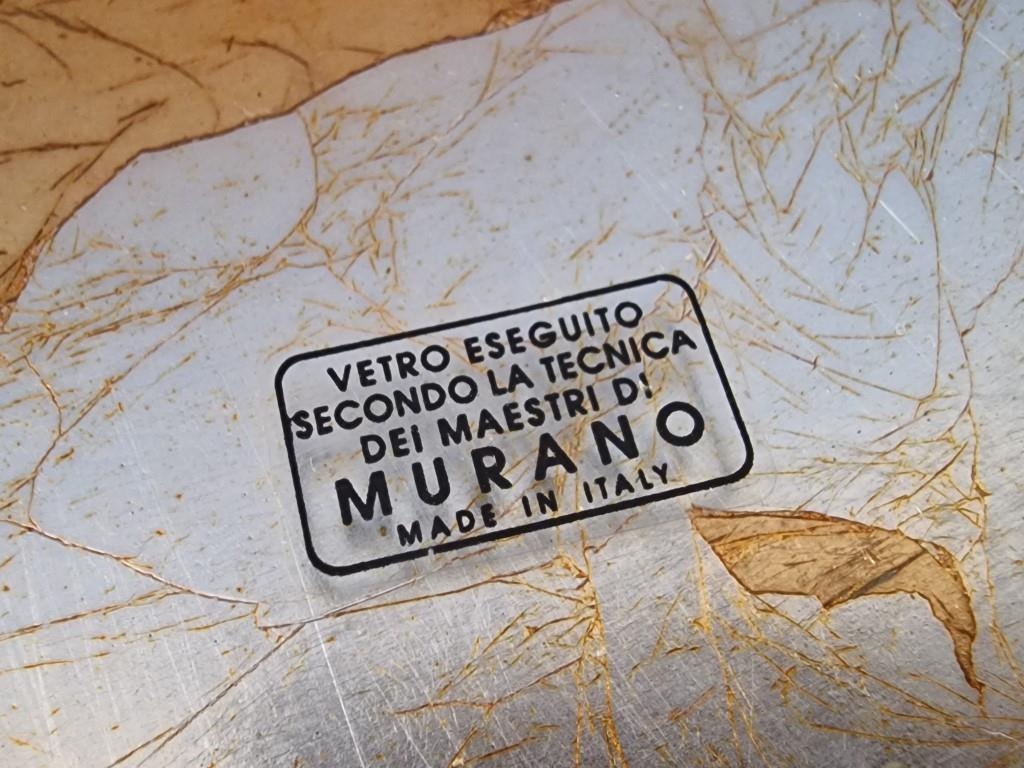 VETRO ESEGUITO
SECONDO LA TECNICA
DEi MAESTRI Di
MURANO
MADE IN ITALY